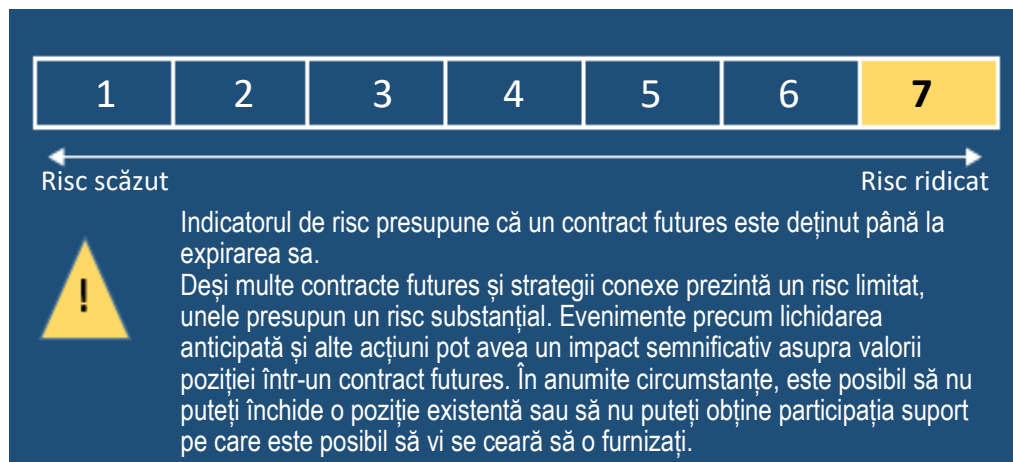 1 2 3 4 5 6 7
Risc scăzut Risc ridicat
Indicatorul de risc presupune că un contract futures este deținut până la
expirarea sa.
!
Deși multe contracte futures și strategii conexe prezintă un risc limitat,
unele presupun un risc substanțial. Evenimente precum lichidarea
anticipată și alte acțiuni pot avea un impact semnificativ asupra valorii
poziției într-un contract futures. În anumite circumstanțe, este posibil să nu
puteți închide o poziție existentă sau să nu puteți obține participația suport
pe care este posibil să vi se ceară să o furnizați.